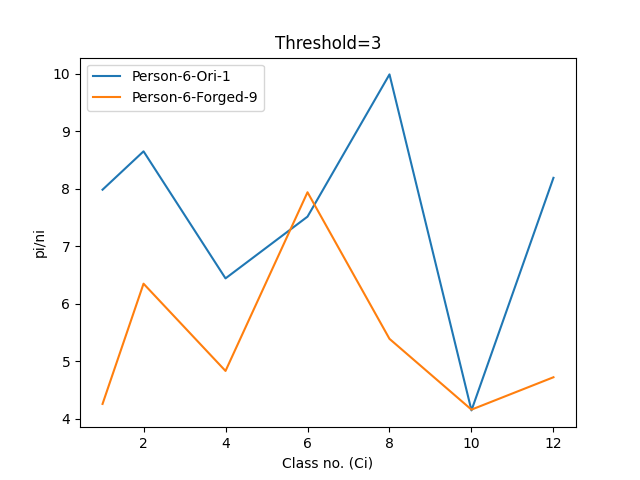 Threshold=3
Person-6-Ori-1
Person-6-Forged-9
pi/ni
10
9
8
7
6
5
4
2 4 6 8 10 12
Class no. (Ci)